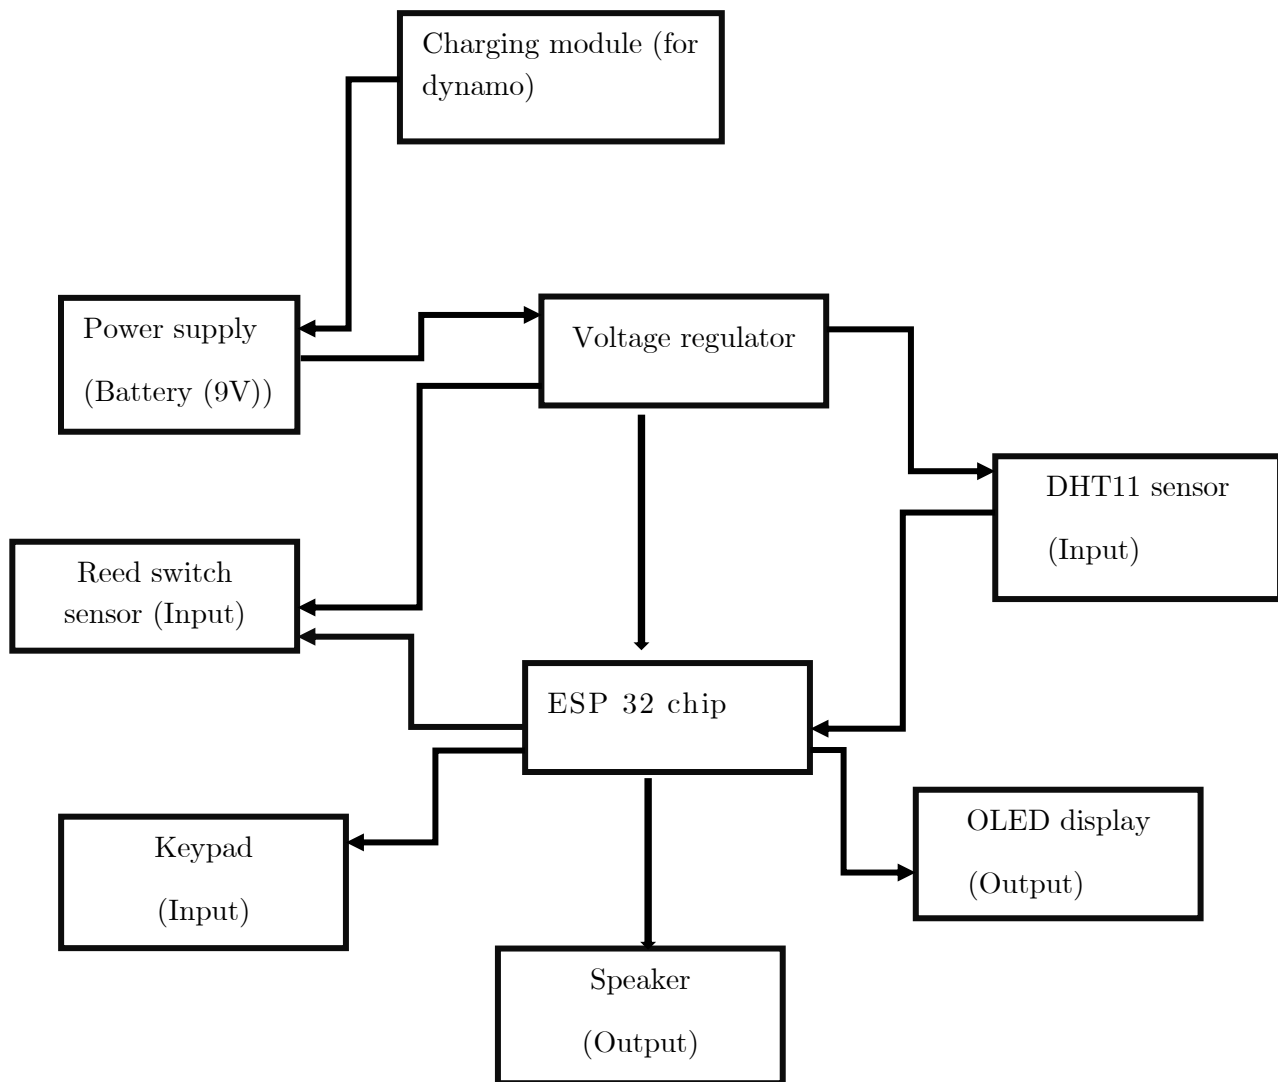 Charging module (for
dynamo)
Power supply
(Battery (9V))
Voltage regulator
DHT11 sensor
(Input)
Reed switch
sensor (Input)
ESP 32 chip
Keypad
(Input)
OLED display
(Output)
Speaker
(Output)